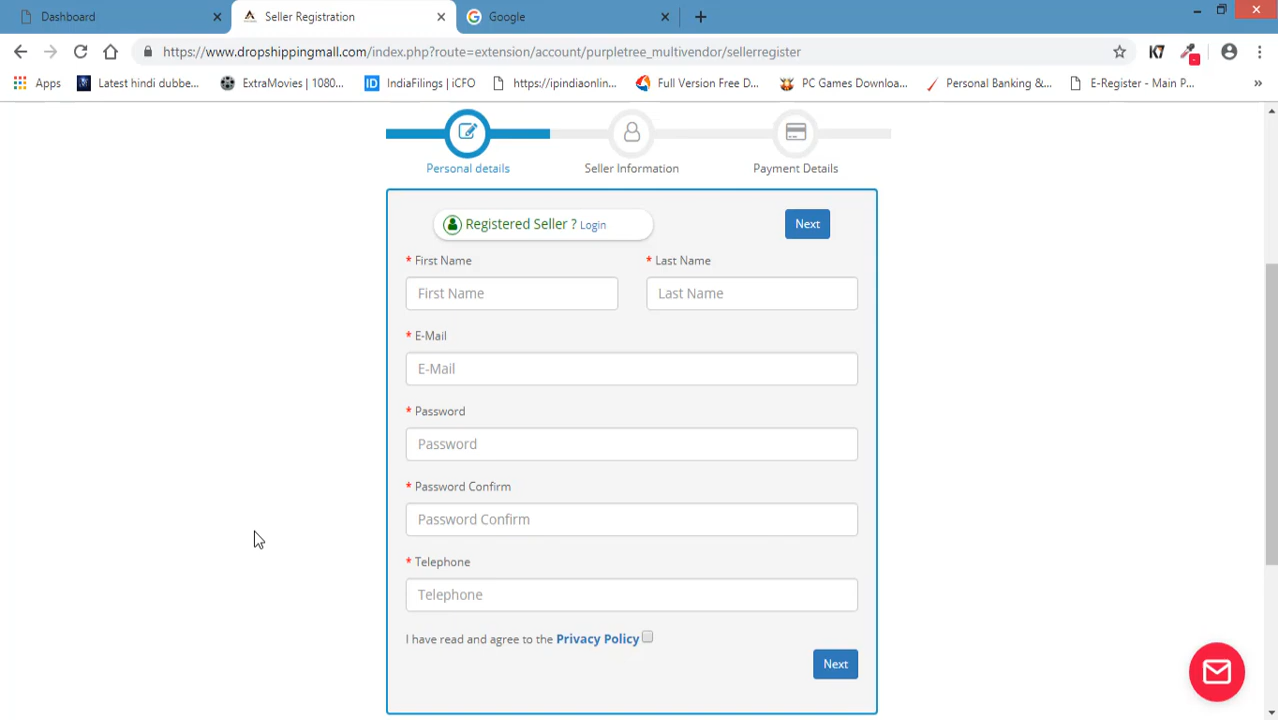 Dashboard
Seller Registration
Google
https://www.dropshippingmall.com/index.php?route=extension/account/purpletree_multivendor/sellerregister
K7
Apps
Latest hindi dubbe...
ExtraMovies | 1080...
ID IndiaFilings | iCFO
https://ipindiaonlin...
Full Version Free D...
PC Games Downloa...
Personal Banking &...
E-Register - Main P...
»
Personal details
Seller Information
Payment Details
Registered Seller ? Login
Next
* First Name
* Last Name
First Name
Last Name
* E-Mail
E-Mail
* Password
Password
* Password Confirm
Password Confirm
* Telephone
Telephone
I have read and agree to the Privacy Policy
Next